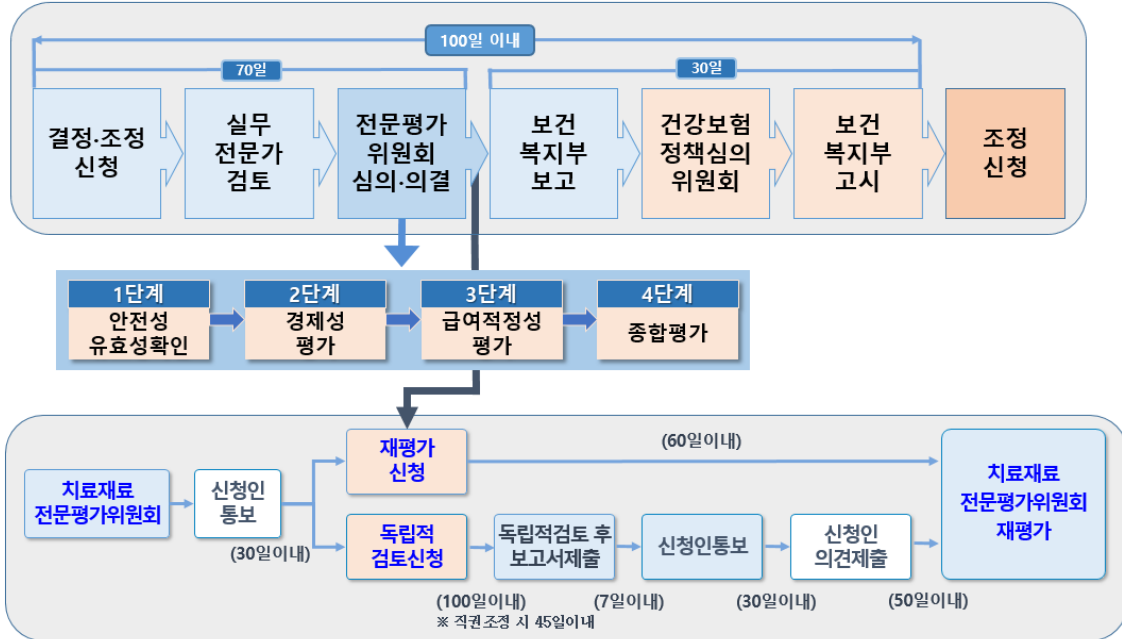 100일 이내
70일
30일
결정·조정
신청
실무
전문가
검토
전문평가
위원회
심의·의결
보건
복지부
보고
건강보험
정책심의
위원회
보건
복지부
고시
조정
신청
1단계
안전성
유효성확인
2단계
경제성
평가
3단계
급여적정성
평가
4단계
종합평가
치료재료
전문평가위원회
신청인
통보
(30일이내)
재평가
신청
(60일이내)
독립적
검토신청
(100일이내)
※ 직권조정 시 45일이내
독립적검토 후
보고서제출
(7일이내)
신청인통보
(30일이내)
신청인
의견제출
(50일이내)
치료재료
전문평가위원회
재평가